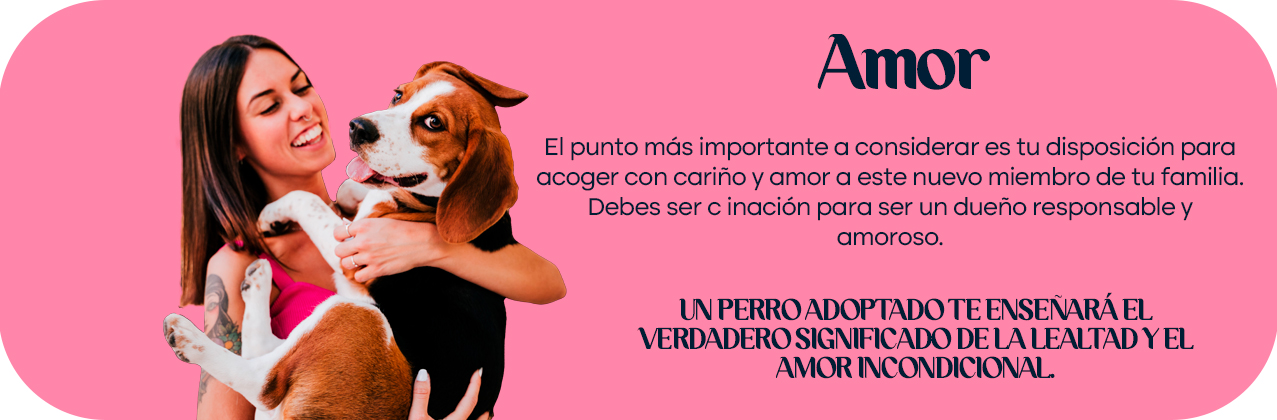 Amor
El punto más importante a considerar es tu disposición para
acoger con cariño y amor a este nuevo miembro de tu familia.
Debes ser c inación para ser un dueño responsable y
amoroso.
UN PERRO ADOPTADO TE ENSEÑARÁ EL
VERDADERO SIGNIFICADO DE LA LEALTAD Y EL
AMOR INCONDICIONAL.